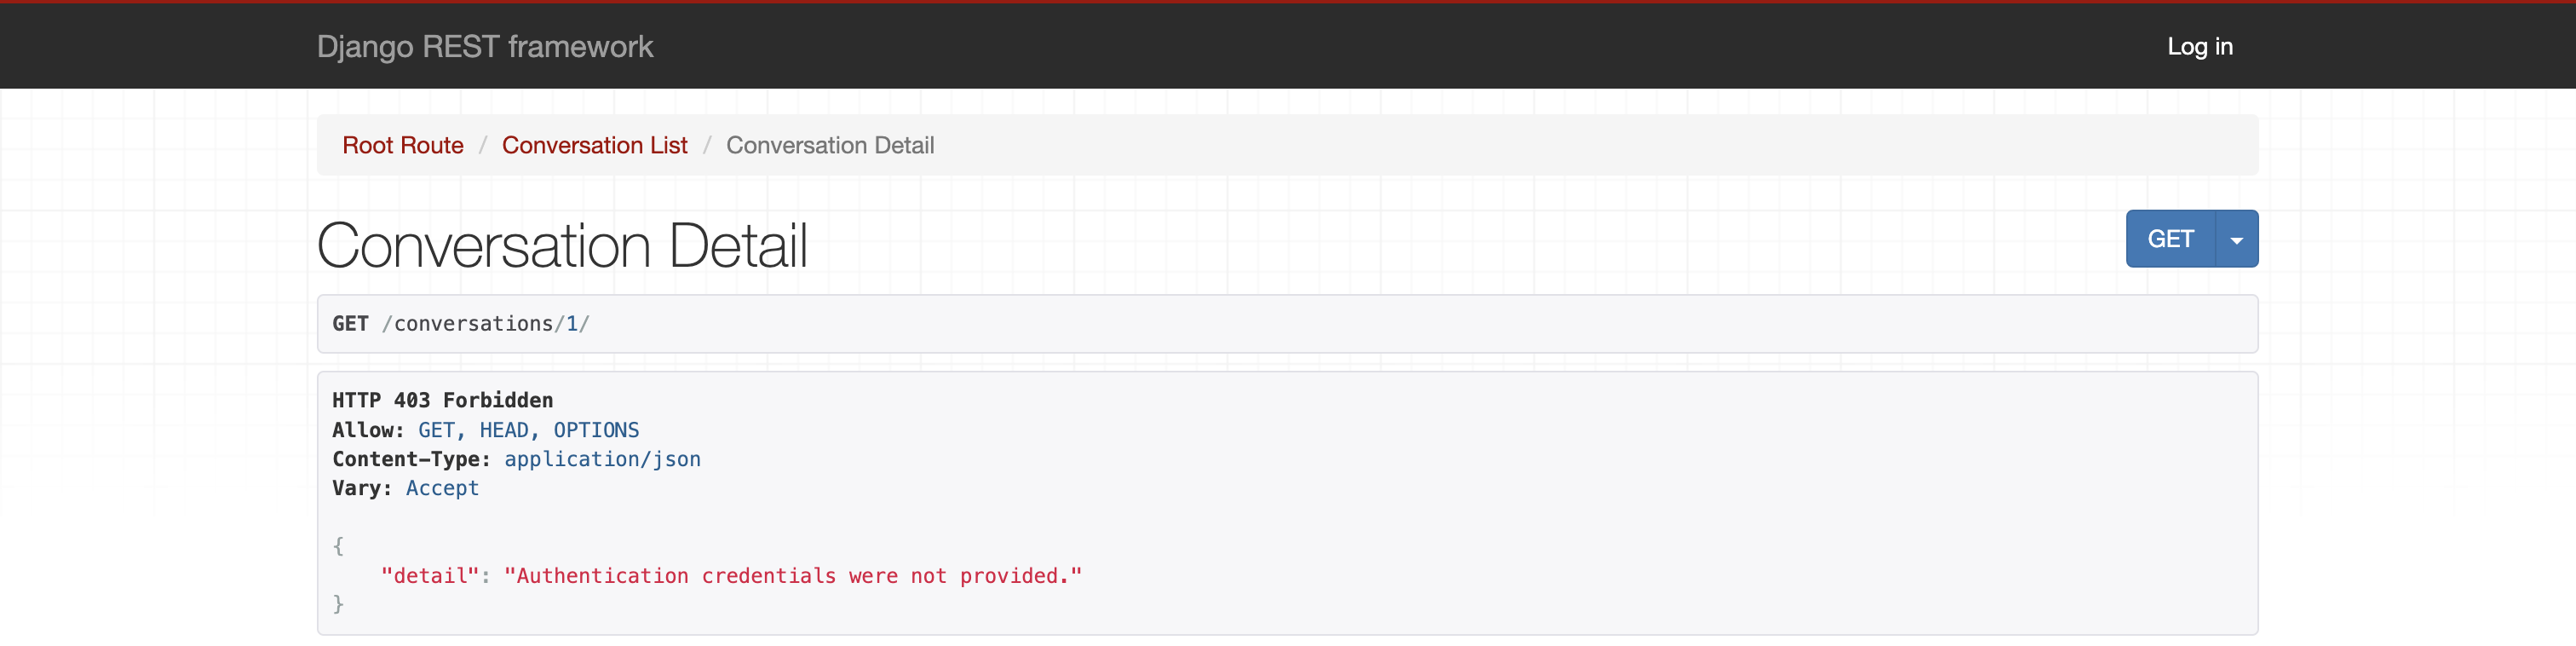 Django REST framework
Log in
Root Route / Conversation List / Conversation Detail
Conversation Detail
GET
GET /conversations/1/
HTTP 403 Forbidden
Allow: GET, HEAD, OPTIONS
Content-Type: application/json
Vary: Accept
{
    "detail": "Authentication credentials were not provided."
}